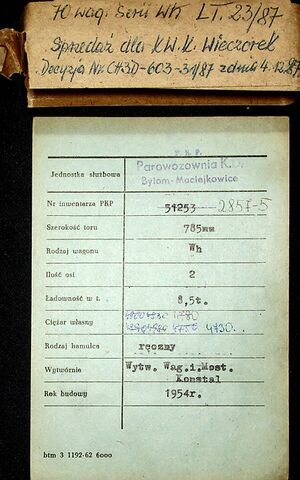 70 wag. Serii Wh LT. 23/87
Sprzedaż dla K.W.K. Wieczorek
Decyzja Nr CH3D-603-31/87 z dnia 4.12.87
P. K. P.
Jednostka służbowa Parowozownia K.D.
Bytom-Maciejkowice
Nr inwentarza PKP 51253 2857-5
Szerokość toru 785mm
Rodzaj wagonu Wh
Ilość osi 2
Ładowność w t. 8,5t.
Ciężar własny 4730
Rodzaj hamulca ręczny
Wytwórnia Wytw. Wag.i.Most.
Konstal
Rok budowy 1954r.
btm 3 1192-62 6000